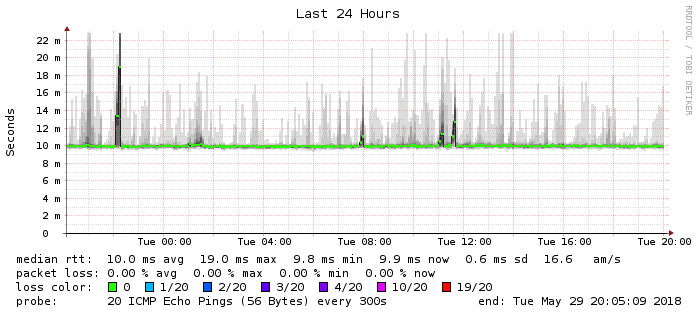 Last 24 Hours
RRDTOOL / TOBI OETIKER
Seconds
22 m
20 m
18 m
16 m
14 m
12 m
10 m
8 m
6 m
4 m
2 m
0
Tue 00:00 Tue 04:00 Tue 08:00 Tue 12:00 Tue 16:00 Tue 20:00
median rtt: 10.0 ms avg 19.0 ms max 9.8 ms min 9.9 ms now 0.6 ms sd 16.6 am/s
packet loss: 0.00 % avg 0.00 % max 0.00 % min 0.00 % now
loss color: 0 1/20 2/20 3/20 4/20 10/20 19/20
probe: 20 ICMP Echo Pings (56 Bytes) every 300s end: Tue May 29 20:05:09 2018